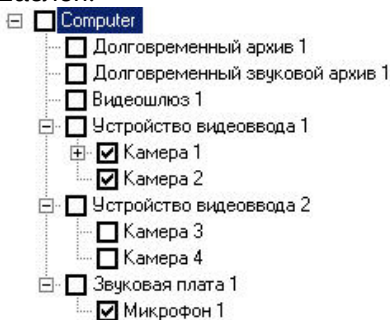 Computer
Долговременный архив 1
Долговременный звуковой архив 1
Видеошлюз 1
Устройство видеоввода 1
Камера 1
Камера 2
Устройство видеоввода 2
Камера 3
Камера 4
Звуковая плата 1
Микрофон 1